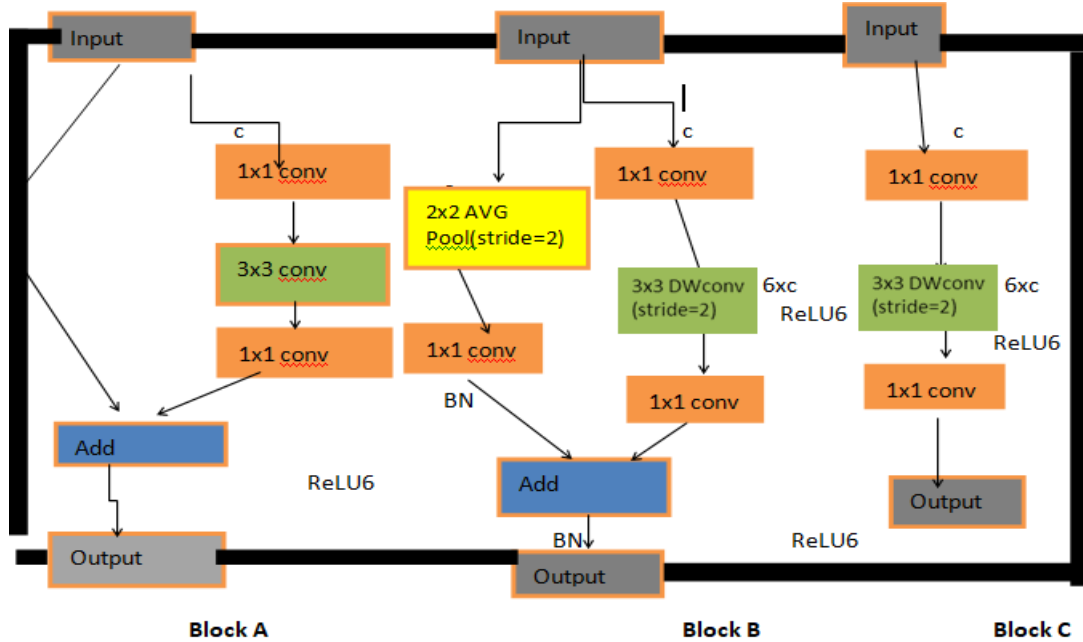 Input
c
1x1 conv
3x3 conv
1x1 conv
Add
ReLU6
Output
Block A
Input
c
2x2 AVG
Pool(stride=2)
1x1 conv
BN
1x1 conv
3x3 DWconv
(stride=2)
6xc
ReLU6
1x1 conv
Add
BN
ReLU6
Output
Block B
Input
c
1x1 conv
3x3 DWconv
(stride=2)
6xc
ReLU6
1x1 conv
Output
Block C